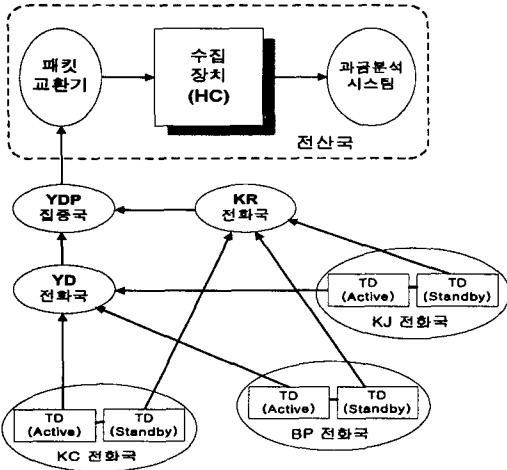 패킷
교환기
수집
장치
(HC)
과금분석
시스팀
전산국
YDP
집중국
KR
전화국
YD
전화국
TD
(Active)
TD
(Standby)
KJ 전화국
TD
(Active)
TD
(Standby)
BP 전화국
TD
(Active)
TD
(Standby)
KC 전화국